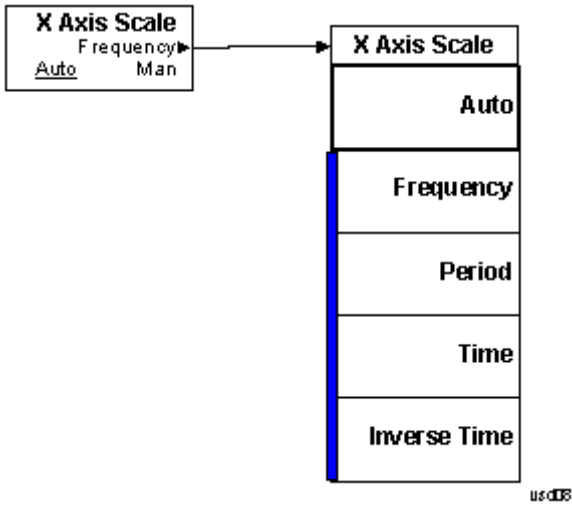 X Axis Scale
Frequency
Auto Man
X Axis Scale
Auto
Frequency
Period
Time
Inverse Time
usd08